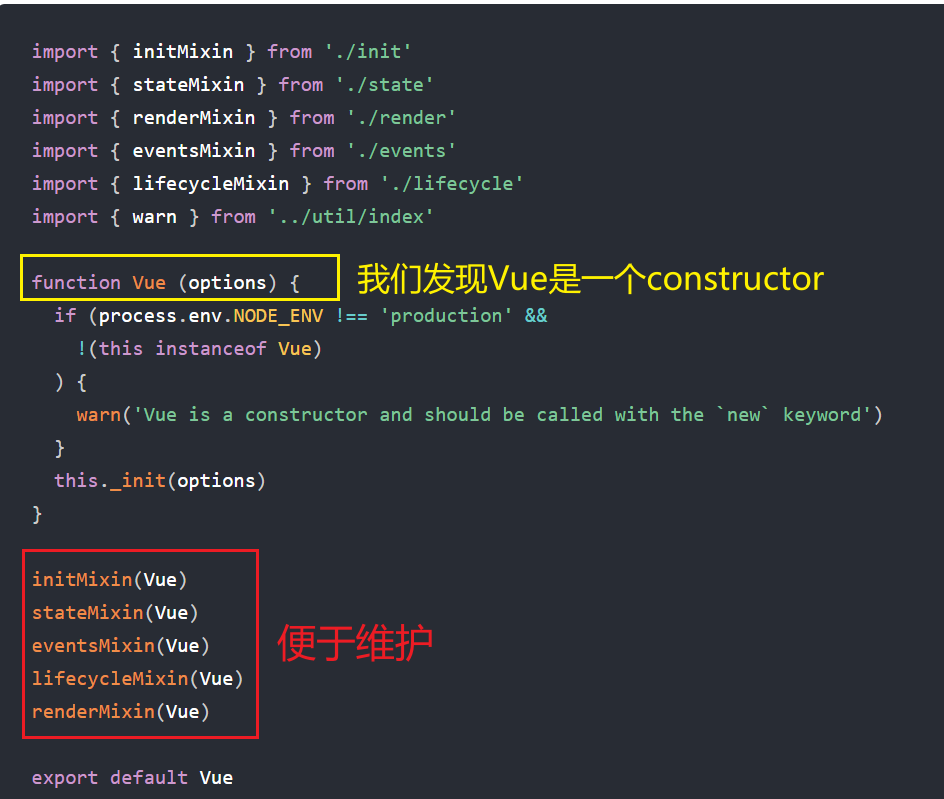 import { initMixin } from './init'
import { stateMixin } from './state'
import { renderMixin } from './render'
import { eventsMixin } from './events'
import { lifecycleMixin } from './lifecycle'
import { warn } from '../util/index'
function Vue (options) {
我们发现Vue是一个constructor
if (process.env.NODE_ENV !== 'production' &&
!(this instanceof Vue)
) {
warn('Vue is a constructor and should be called with the `new` keyword')
}
this._init(options)
}
initMixin(Vue)
stateMixin(Vue)
eventsMixin(Vue)
便于维护
lifecycleMixin(Vue)
renderMixin(Vue)
export default Vue